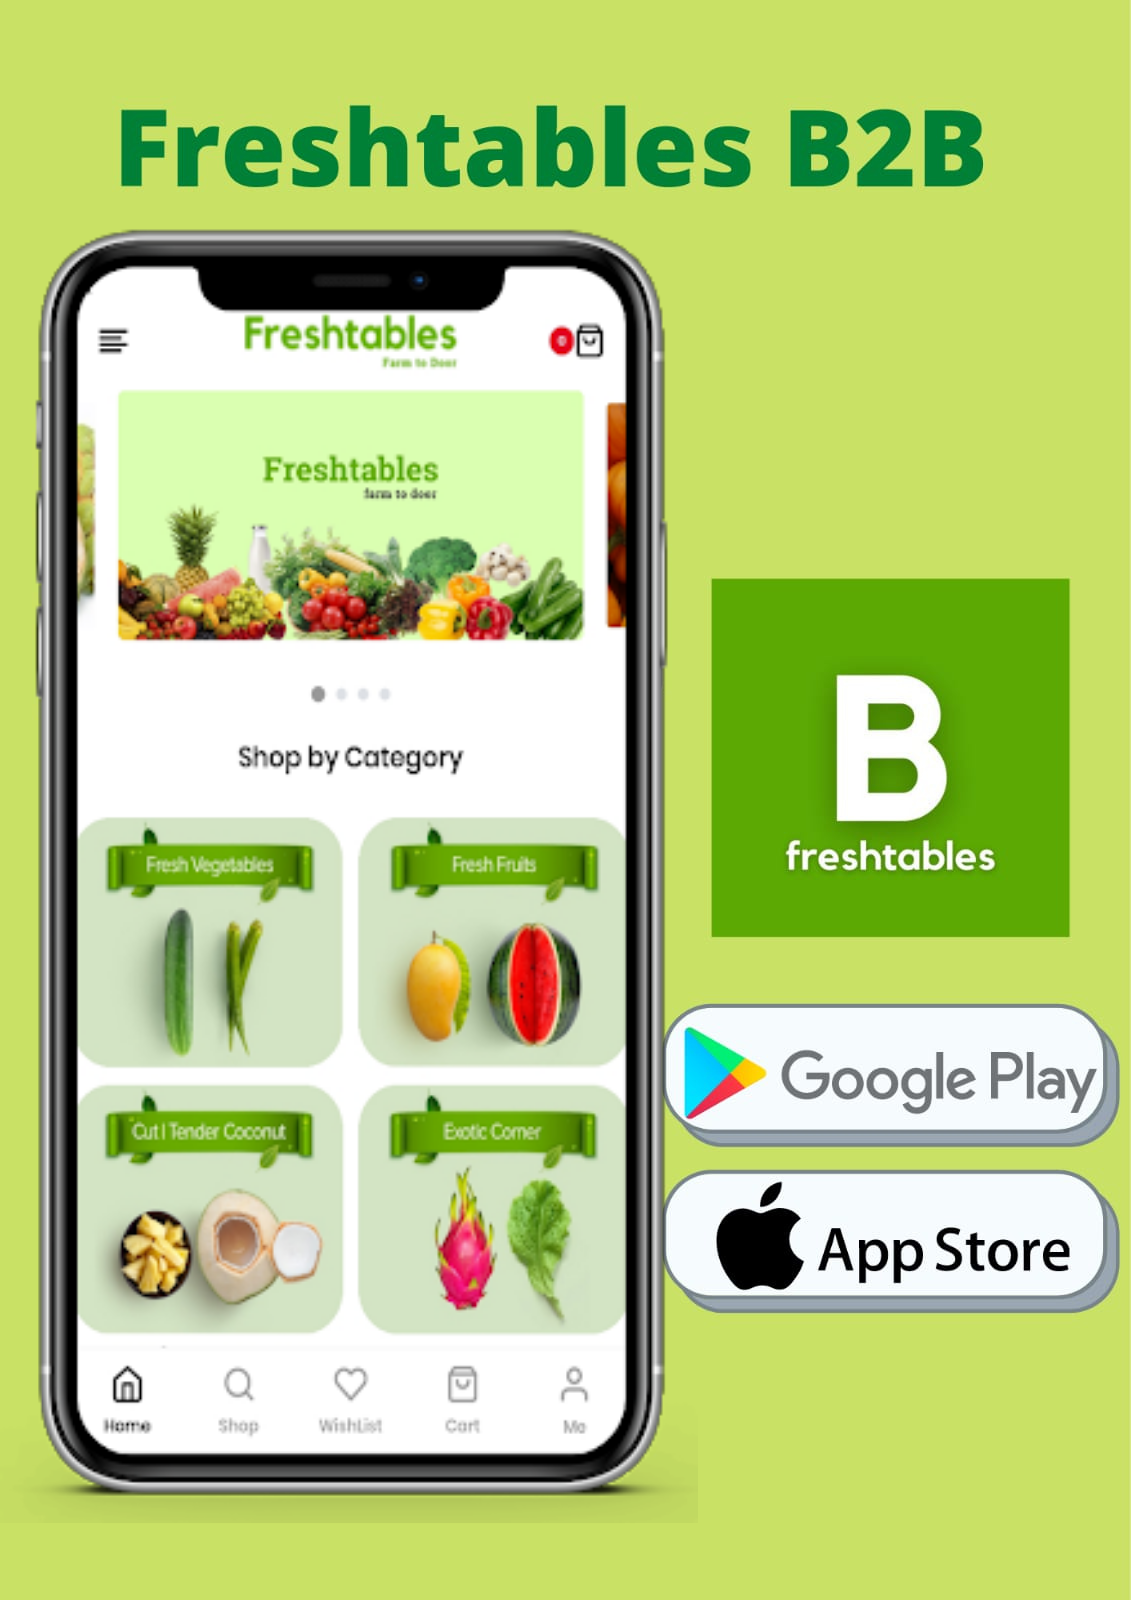 Freshtables B2B
Freshtables
Farm to Door
0
Freshtables
farm to door
Shop by Category
Fresh Vegetables
Fresh Fruits
Cut | Tender Coconut
Exotic Corner
Home
Shop
WishList
Cart
Me
B
freshtables
Google Play
App Store